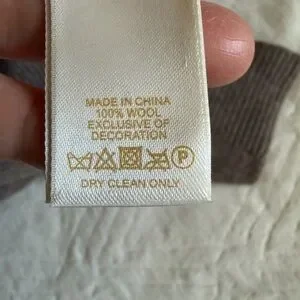 MADE IN CHINA
100% WOOL
EXCLUSIVE OF
DECORATION
P
DRY CLEAN ONLY